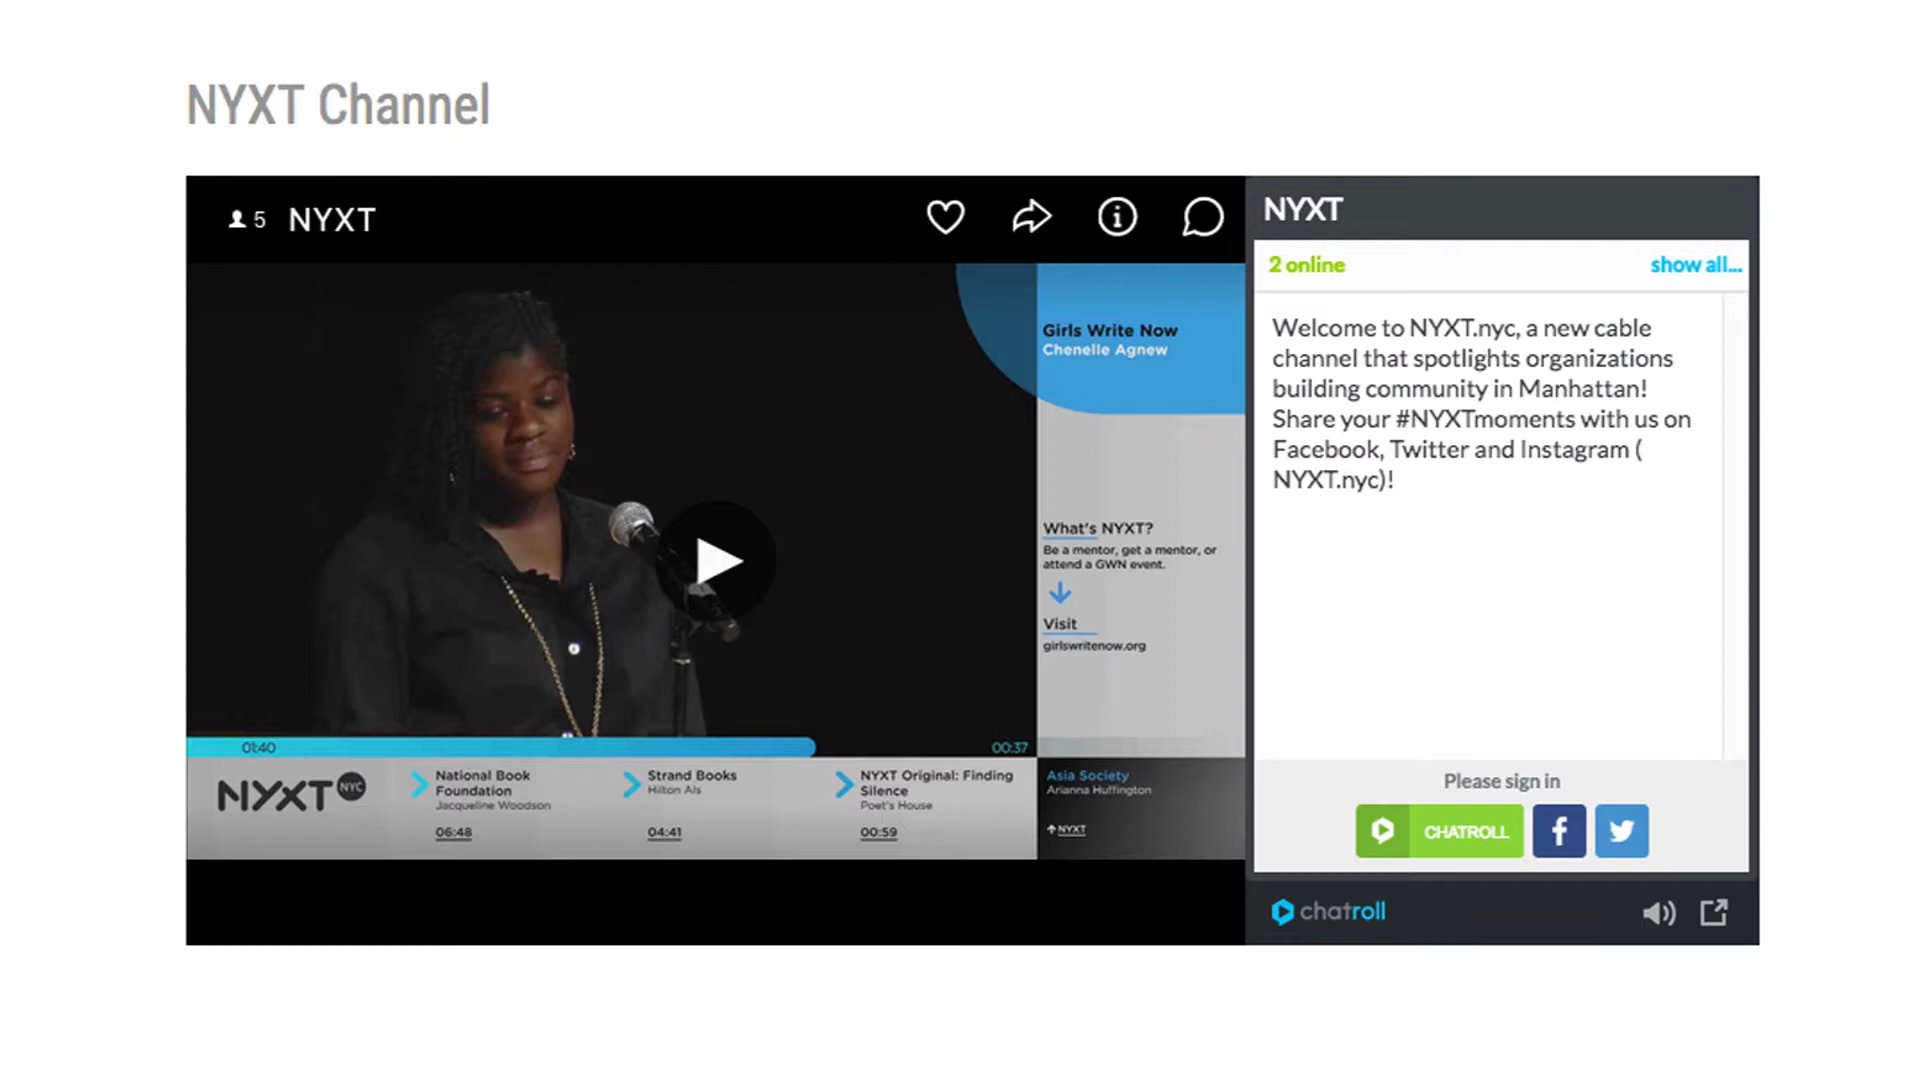 NYXT Channel
5 NYXT
NYXT
2 online show all...
Girls Write Now
Chenelle Agnew
Welcome to NYXT.nyc, a new cable
channel that spotlights organizations
building community in Manhattan!
Share your #NYXTmoments with us on
Facebook, Twitter and Instagram (
NYXT.nyc)!
What's NYXT?
Be a mentor, get a mentor, or
attend a GWN event.
Visit
girlswritenow.org
01:40 00:37
NYXT NYC
National Book
Foundation
Jacqueline Woodson
06:48
Strand Books
Hilton Als
04:41
NYXT Original: Finding
Silence
Poet's House
00:59
Asia Society
Arianna Huffington
NYXT
Please sign in
CHATROLL
chatroll